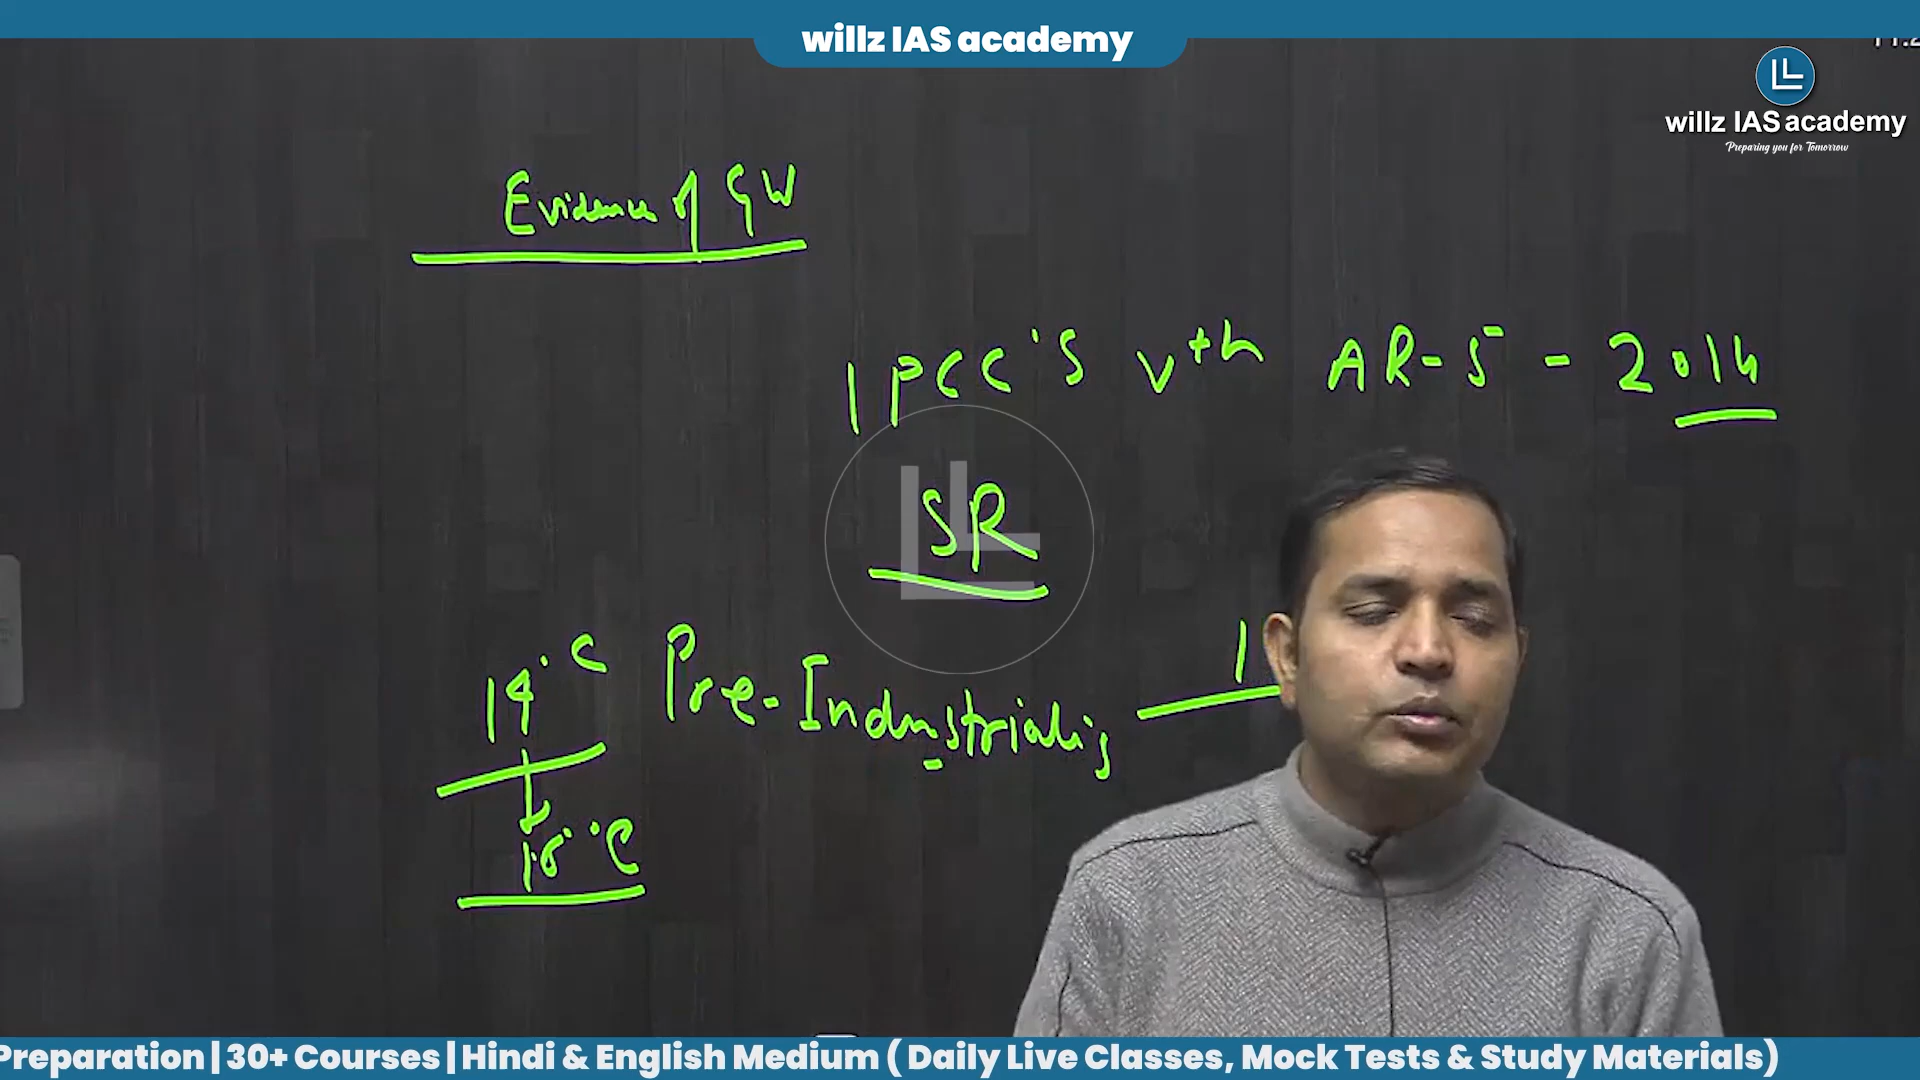 willz IAS academy
willz IAS academy
Preparing you for Tomorrow
Evidence of GW
IPCC'S Vth AR-5 - 2014
SR
14°C Pre-Industrialis 1
°C
Preparation | 30+ Courses | Hindi & English Medium ( Daily Live Classes, Mock Tests & Study Materials)